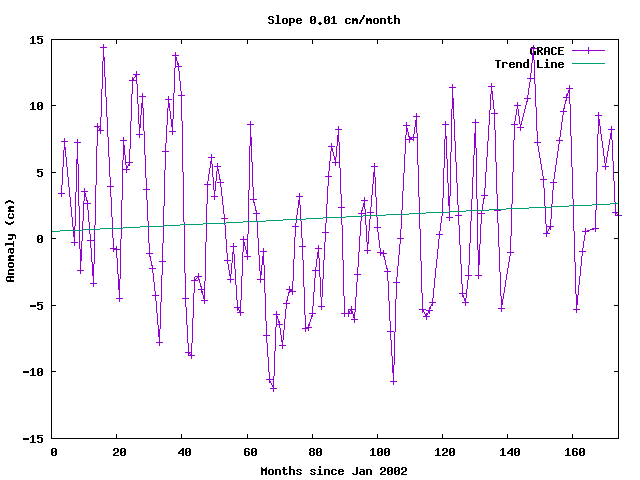 Slope 0.01 cm/month
GRACE
Trend Line
15
10
5
0
-5
-10
-15
Anomaly (cm)
0 20 40 60 80 100 120 140 160
Months since Jan 2002